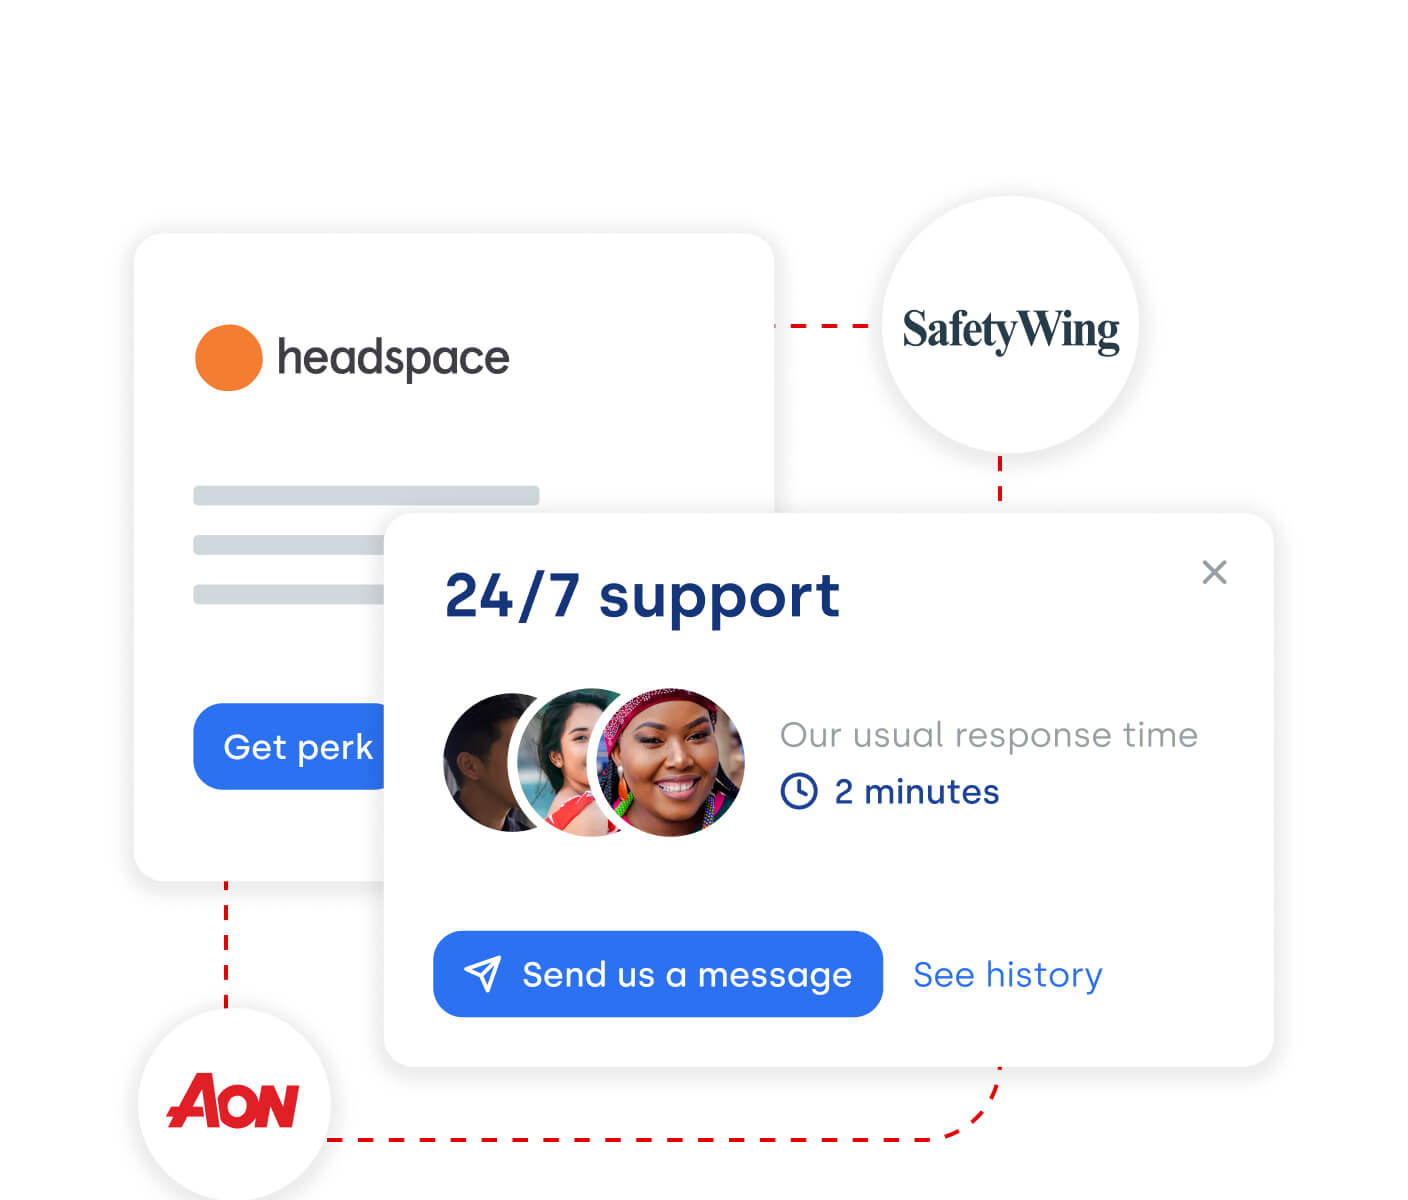 SafetyWing
headspace
24/7 support
Get perk
Our usual response time
2 minutes
Send us a message
See history
AON